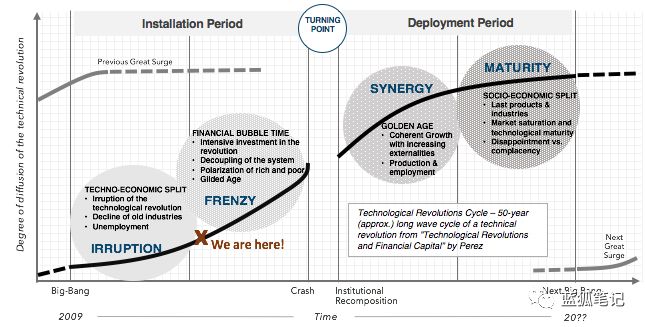 Installation Period
TURNING
POINT
Deployment Period
Degree of diffusion of the technical revolution
Previous Great Surge
TECHNO-ECONOMIC SPLIT
• Irruption of the
technological revolution
• Decline of old industries
• Unemployment
IRRUPTION
FINANCIAL BUBBLE TIME
• Intensive investment in the
revolution
• Decoupling of the system
• Polarization of rich and poor
• Gilded Age
FRENZY
X We are here!
SYNERGY
GOLDEN AGE
• Coherent Growth
with increasing
externalities
• Production &
employment
MATURITY
SOCIO-ECONOMIC SPLIT
• Last products &
industries
• Market saturation and
technological maturity
• Disappointment vs.
complacency
Technological Revolutions Cycle – 50-year
(approx.) long wave cycle of a technical
revolution from "Technological Revolutions
and Financial Capital" by Perez
Next
Great
Surge
Big-Bang
Crash
Institutional
Recomposition
Next Big-Bang
2009
Time
20??
蓝狐笔记